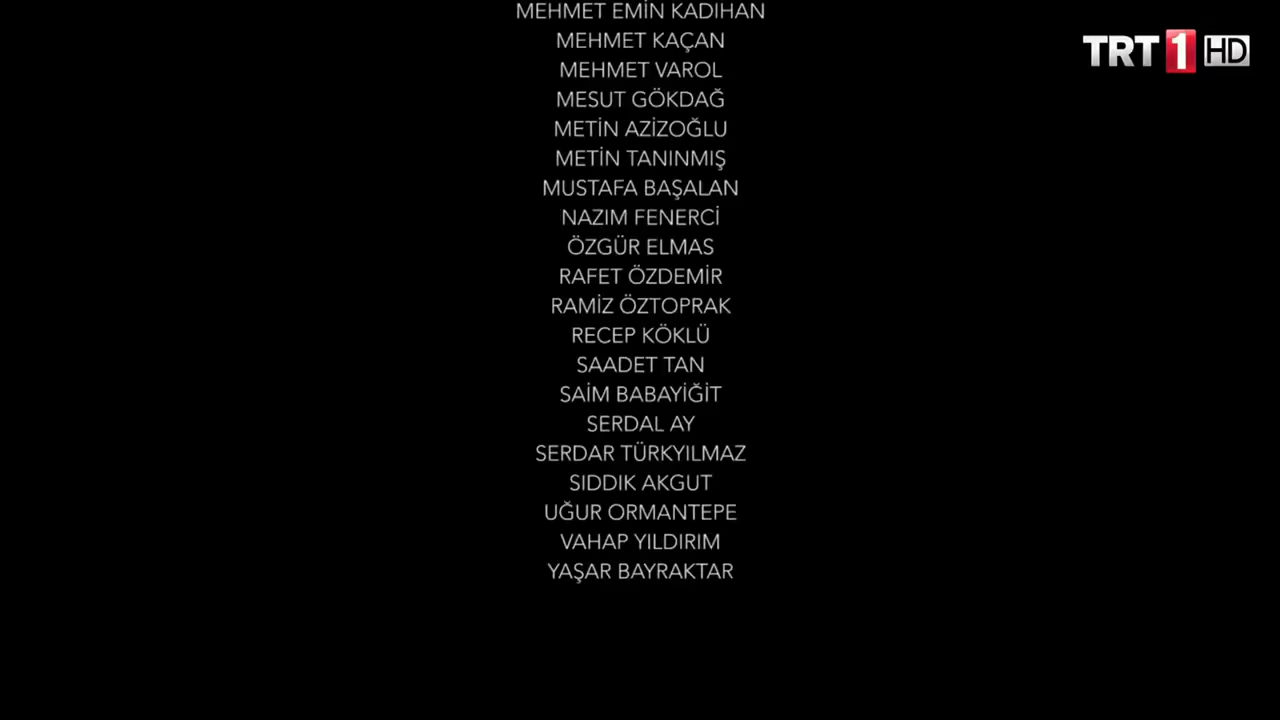 MEHMET EMİN KADIHAN
TRT 1 HD
MEHMET KAÇAN
MEHMET VAROL
MESUT GÖKDAĞ
METİN AZİZOĞLU
METİN TANINMIŞ
MUSTAFA BAŞALAN
NAZIM FENERCİ
ÖZGÜR ELMAS
RAFET ÖZDEMİR
RAMİZ ÖZTOPRAK
RECEP KÖKLÜ
SAADET TAN
SAİM BABAYİĞİT
SERDAL AY
SERDAR TÜRKYILMAZ
SIDDIK AKGUT
UĞUR ORMANTEPE
VAHAP YILDIRIM
YAŞAR BAYRAKTAR